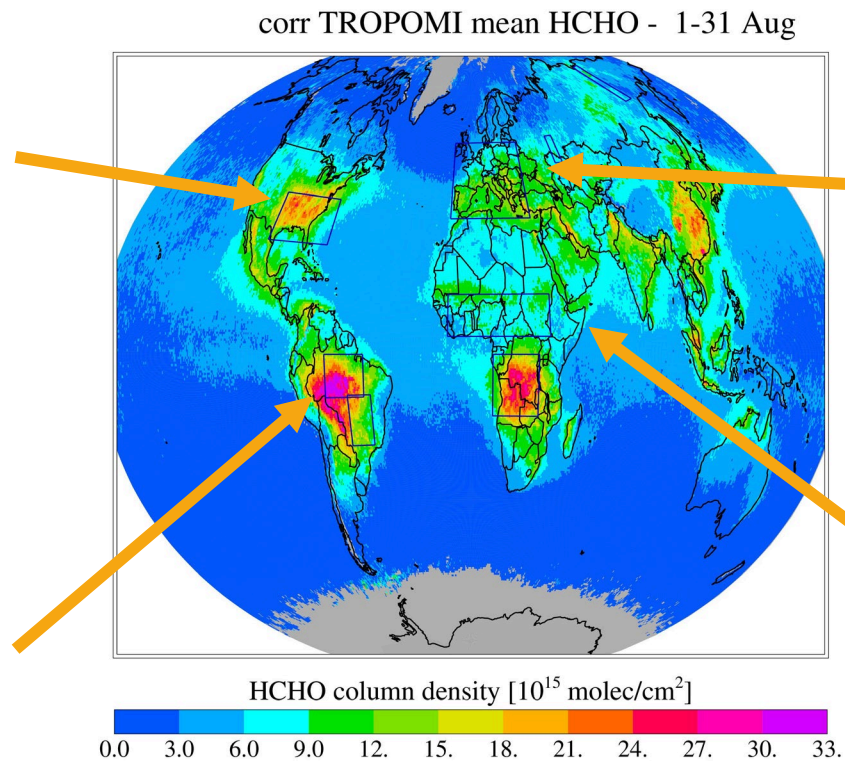 corr TROPOMI mean HCHO - 1-31 Aug
HCHO column density [10¹⁵ molec/cm²]
0.0 3.0 6.0 9.0 12. 15. 18. 21. 24. 27. 30. 33.